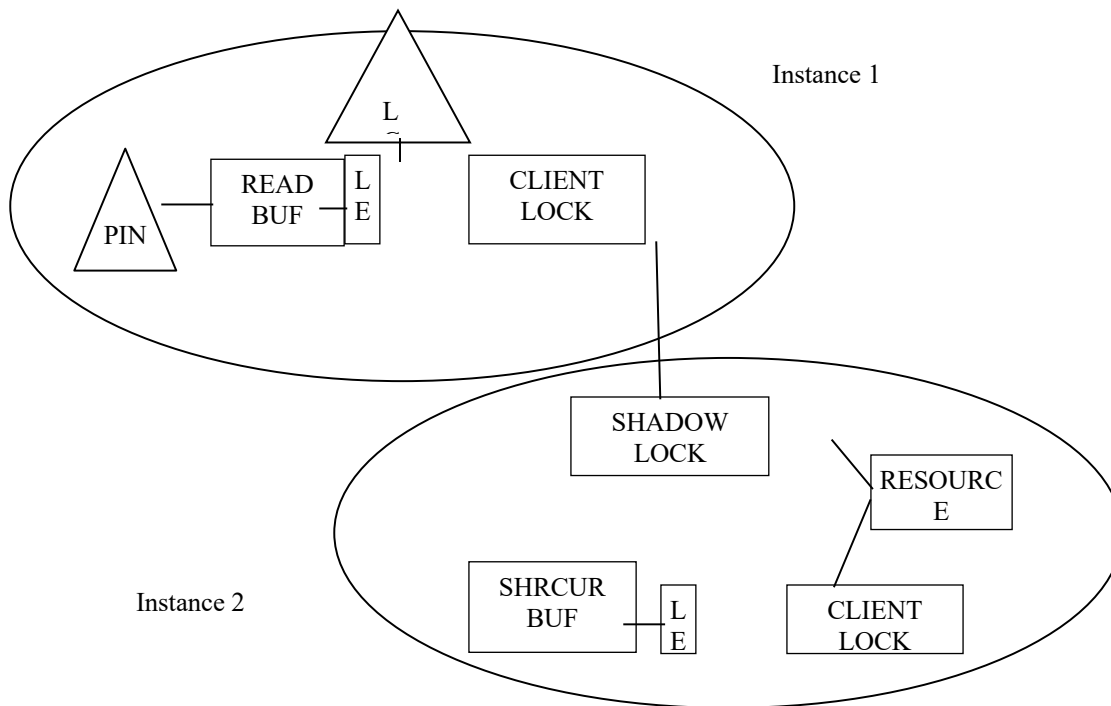 Instance 1
L
~
READ
BUF
L
E
CLIENT
LOCK
PIN
SHADOW
LOCK
RESOURC
E
SHRCUR
BUF
L
E
CLIENT
LOCK
Instance 2